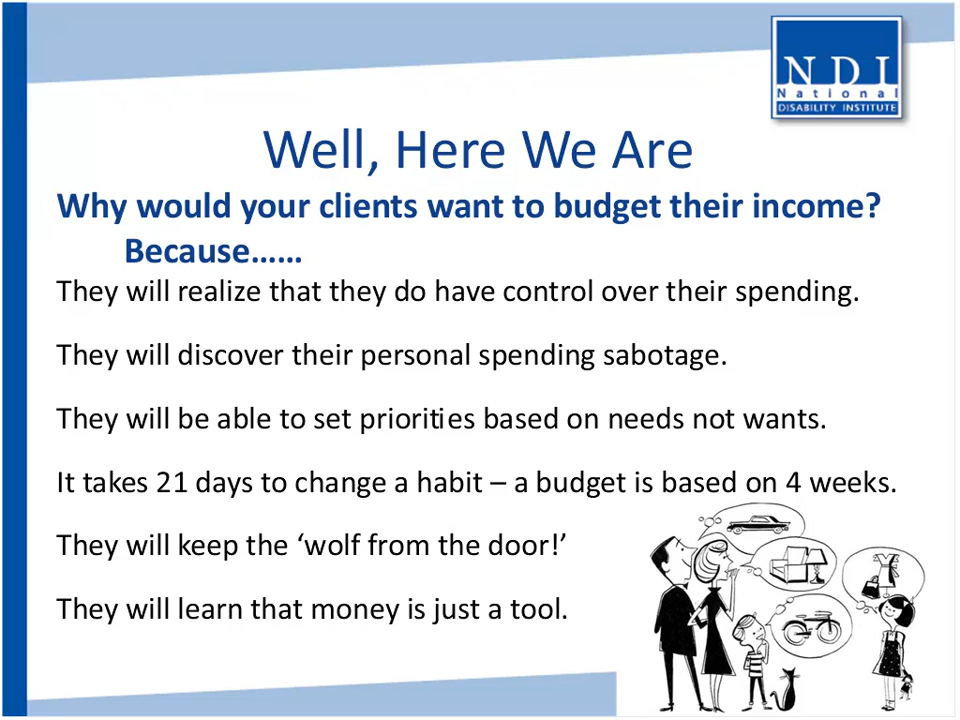 NDI
National
DISABILITY INSTITUTE
Well, Here We Are
Why would your clients want to budget their income?
Because……
They will realize that they do have control over their spending.
They will discover their personal spending sabotage.
They will be able to set priorities based on needs not wants.
It takes 21 days to change a habit – a budget is based on 4 weeks.
They will keep the ‘wolf from the door!’
They will learn that money is just a tool.